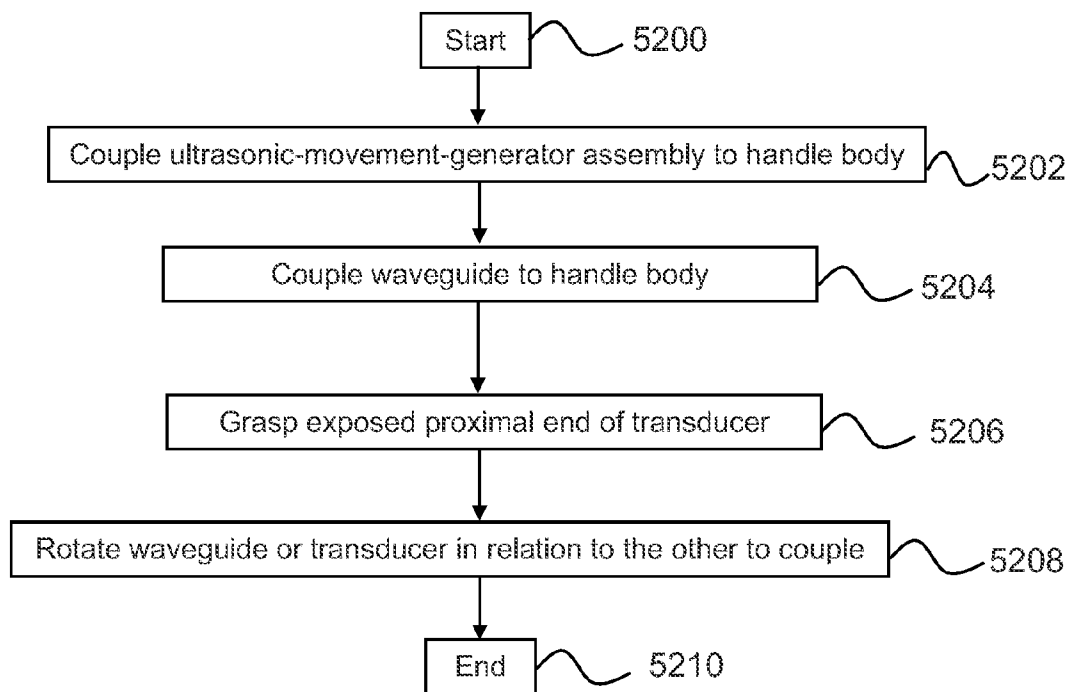 Start
5200
Couple ultrasonic-movement-generator assembly to handle body
5202
Couple waveguide to handle body
5204
Grasp exposed proximal end of transducer
5206
Rotate waveguide or transducer in relation to the other to couple
5208
End
5210